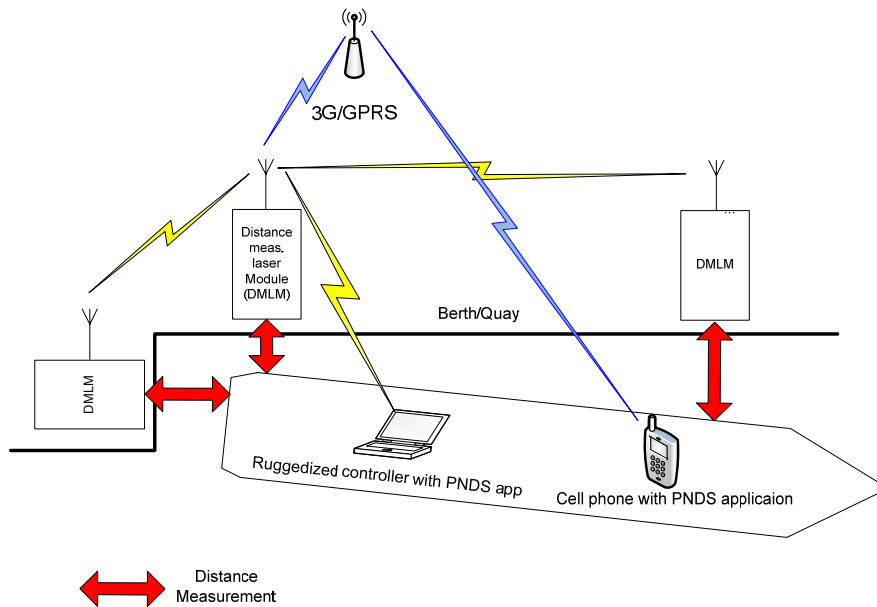 3G/GPRS
Distance
meas.
laser
Module
(DMLM)
DMLM
Berth/Quay
DMLM
Ruggedized controller with PNDS app
Cell phone with PNDS applicaion
Distance
Measurement